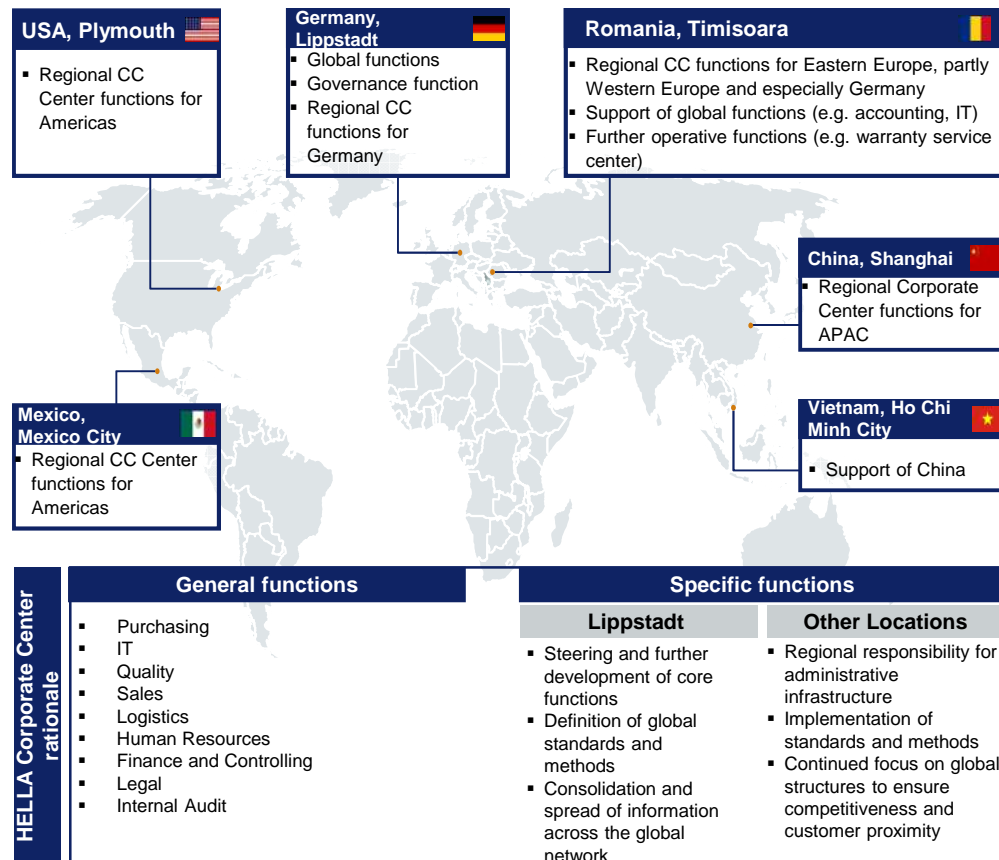 USA, Plymouth
▪ Regional CC
Center functions for
Americas
Germany,
Lippstadt
▪ Global functions
▪ Governance function
▪ Regional CC
functions for
Germany
Romania, Timisoara
▪ Regional CC functions for Eastern Europe, partly
Western Europe and especially Germany
▪ Support of global functions (e.g. accounting, IT)
▪ Further operative functions (e.g. warranty service
center)
China, Shanghai
▪ Regional Corporate
Center functions for
APAC
Mexico,
Mexico City
▪ Regional CC Center
functions for
Americas
Vietnam, Ho Chi
Minh City
▪ Support of China
HELLA Corporate Center
rationale
General functions
▪ Purchasing
▪ IT
▪ Quality
▪ Sales
▪ Logistics
▪ Human Resources
▪ Finance and Controlling
▪ Legal
▪ Internal Audit
Specific functions
Lippstadt
▪ Steering and further
development of core
functions
▪ Definition of global
standards and
methods
▪ Consolidation and
spread of information
across the global
network
Other Locations
▪ Regional responsibility for
administrative
infrastructure
▪ Implementation of
standards and methods
▪ Continued focus on global
structures to ensure
competitiveness and
customer proximity